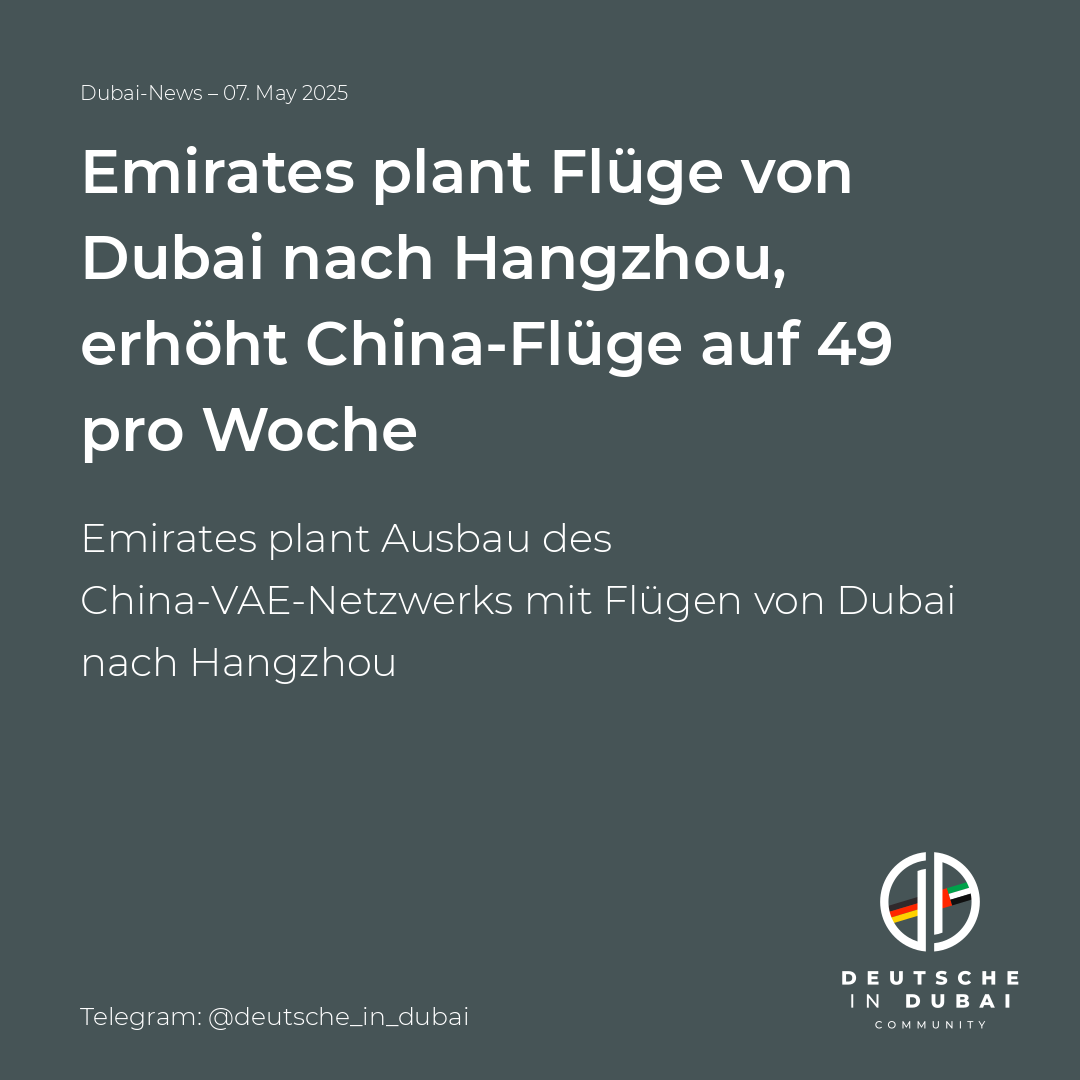 Dubai-News – 07. May 2025
Emirates plant Flüge von
Dubai nach Hangzhou,
erhöht China-Flüge auf 49
pro Woche
Emirates plant Ausbau des
China-VAE-Netzwerks mit Flügen von Dubai
nach Hangzhou
DEUTSCHE
IN DUBAI
COMMUNITY
Telegram: @deutsche_in_dubai